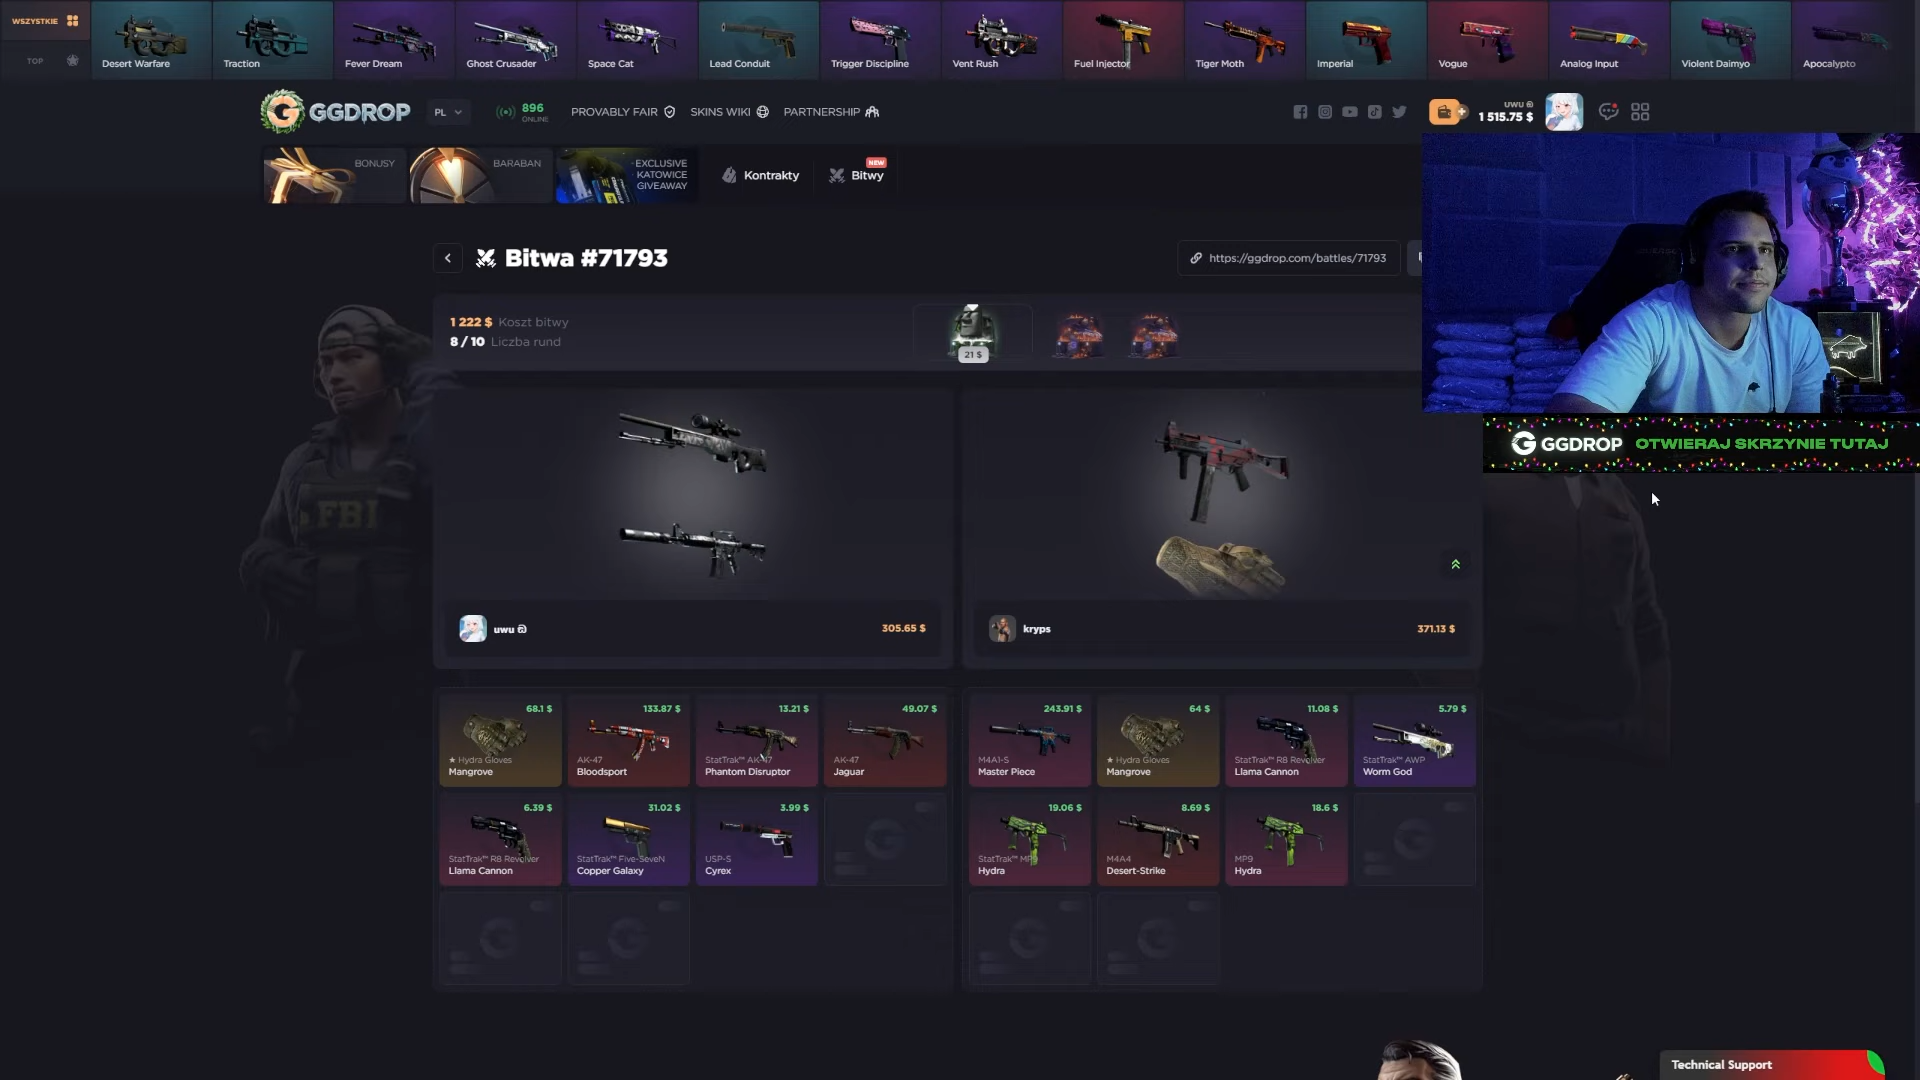 WSZYSTKIE
TOP
Desert Warfare
Traction
Fever Dream
Ghost Crusader
Space Cat
Lead Conduit
Trigger Discipline
Vent Rush
Fuel Injector
Tiger Moth
Imperial
Vogue
Analog Input
Violent Daimyo
Apocalypto
GGDROP
PL
896
ONLINE
PROVABLY FAIR
SKINS WIKI
PARTNERSHIP
UWU
1 515.75 $
BONUSY
BARABAN
EXCLUSIVE
KATOWICE
GIVEAWAY
Kontrakty
Bitwy
NEW
Bitwa #71793
https://ggdrop.com/battles/71793
1 222 $ Koszt bitwy
8 / 10 Liczba rund
21 $
FBI
GGDROP OTWIERAJ SKRZYNIE TUTAJ
uwu
305.65 $
kryps
371.13 $
68.1 $
★ Hydra Gloves
Mangrove
133.87 $
AK-47
Bloodsport
13.21 $
StatTrak™ AK-47
Phantom Disruptor
49.07 $
AK-47
Jaguar
243.91 $
M4A1-S
Master Piece
64 $
★ Hydra Gloves
Mangrove
11.08 $
StatTrak™ R8 Revolver
Llama Cannon
5.79 $
StatTrak™ AWP
Worm God
6.39 $
StatTrak™ R8 Revolver
Llama Cannon
31.02 $
StatTrak™ Five-SeveN
Copper Galaxy
3.99 $
USP-S
Cyrex
19.06 $
StatTrak™ MP9
Hydra
8.69 $
M4A4
Desert-Strike
18.6 $
MP9
Hydra
Technical Support